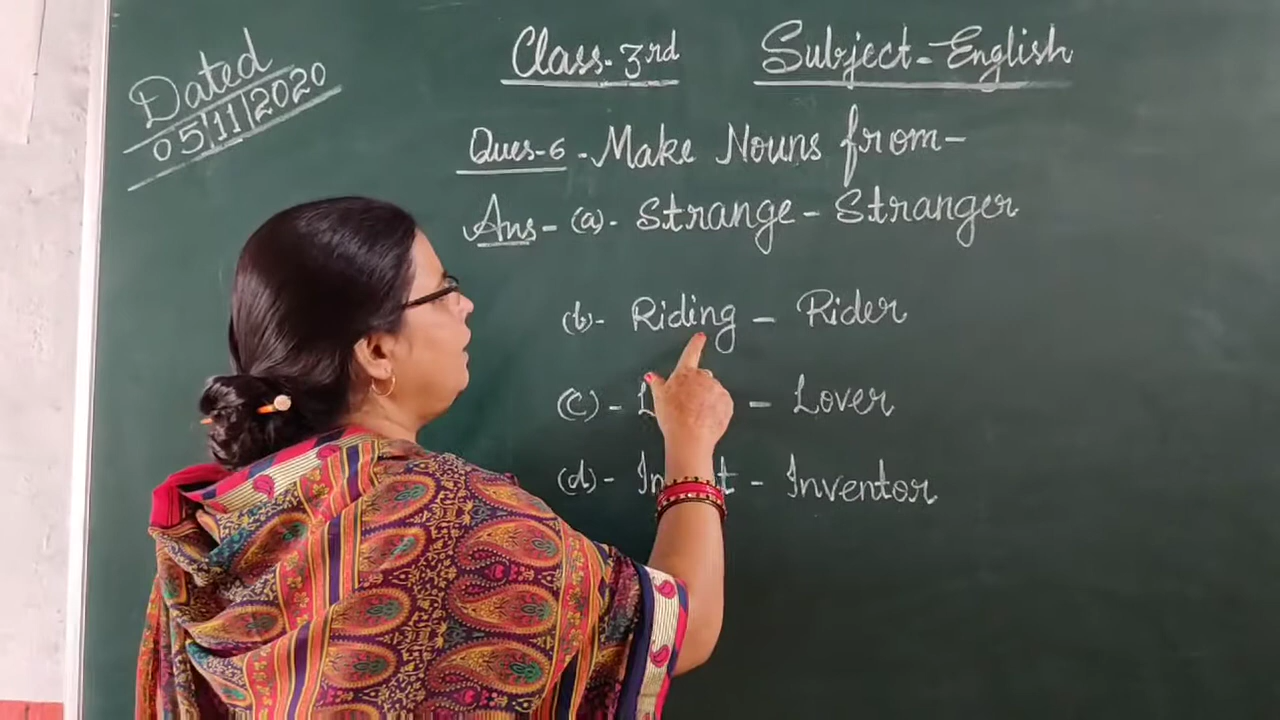 Dated
05/11/2020
Class-3rd Subject-English
Ques-6 - Make Nouns from-
Ans- (a)- Strange - Stranger
(b)- Riding - Rider
(c)- - Lover
(d)- - Inventor